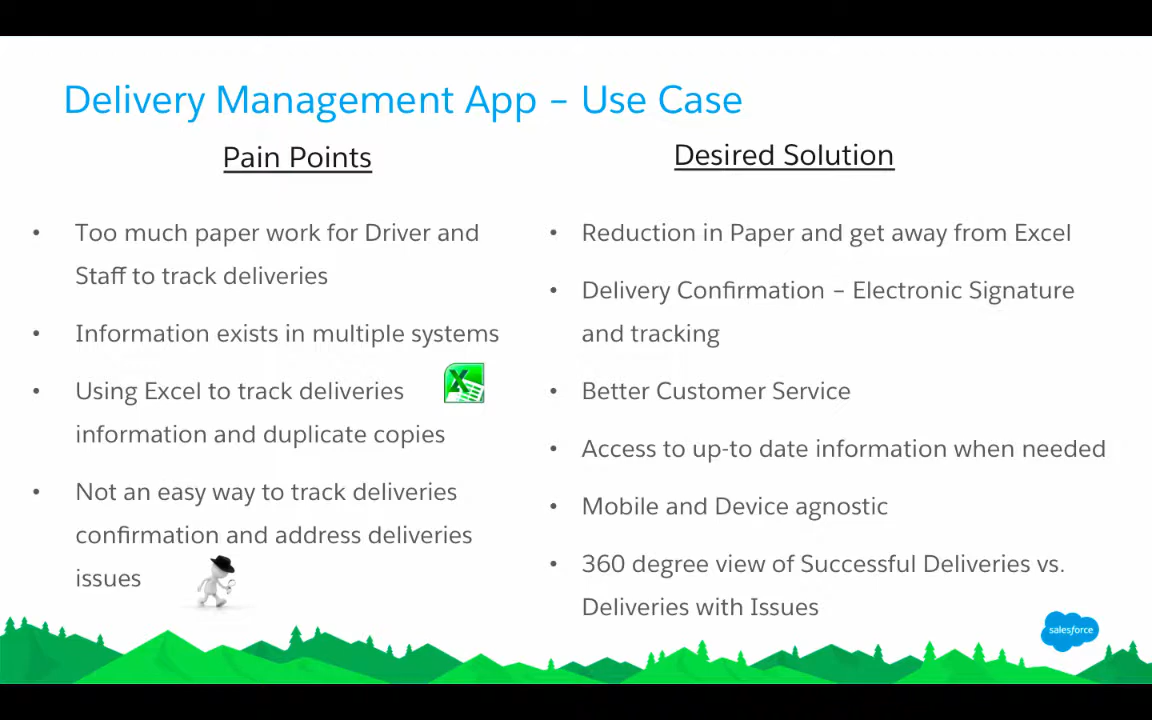 Delivery Management App – Use Case
Pain Points
• Too much paper work for Driver and
Staff to track deliveries
• Information exists in multiple systems
• Using Excel to track deliveries
information and duplicate copies
• Not an easy way to track deliveries
confirmation and address deliveries
issues
Desired Solution
• Reduction in Paper and get away from Excel
• Delivery Confirmation – Electronic Signature
and tracking
• Better Customer Service
• Access to up-to date information when needed
• Mobile and Device agnostic
• 360 degree view of Successful Deliveries vs.
Deliveries with Issues
salesforce